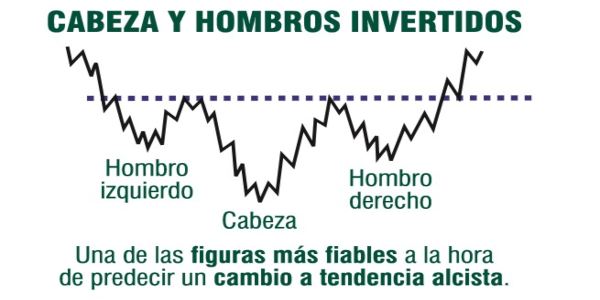 CABEZA Y HOMBROS INVERTIDOS
Hombro
izquierdo
Cabeza
Hombro
derecho
Una de las figuras más fiables a la hora
de predecir un cambio a tendencia alcista.